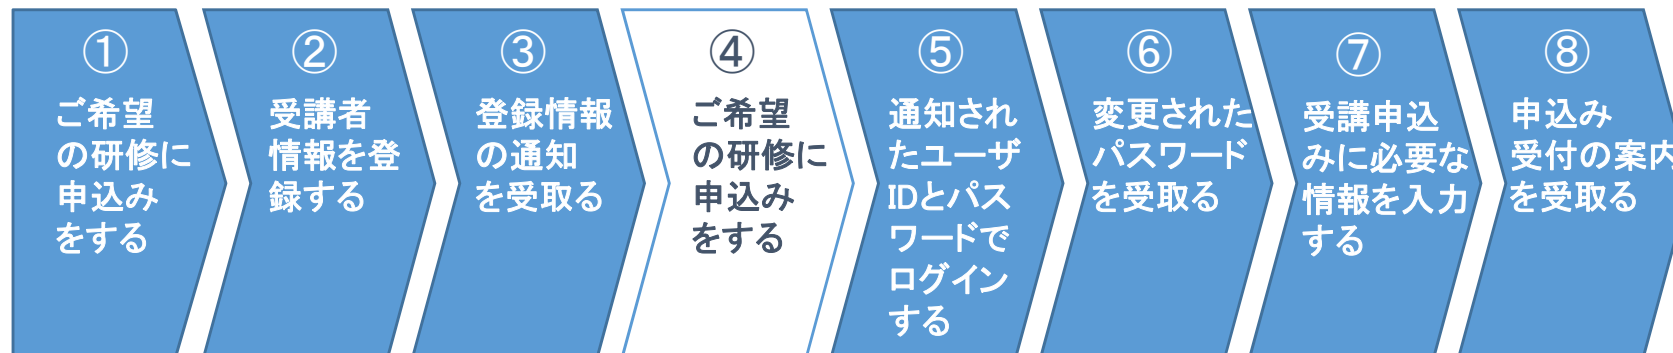 ①
ご希望
の研修に
申込み
をする
②
受講者
情報を登
録する
③
登録情報
の通知
を受取る
④
ご希望
の研修に
申込み
をする
⑤
通知され
たユーザ
IDとパス
ワードで
ログイン
する
⑥
変更された
パスワード
を受取る
⑦
受講申込
みに必要な
情報を入力
する
⑧
申込み
受付の案内
を受取る